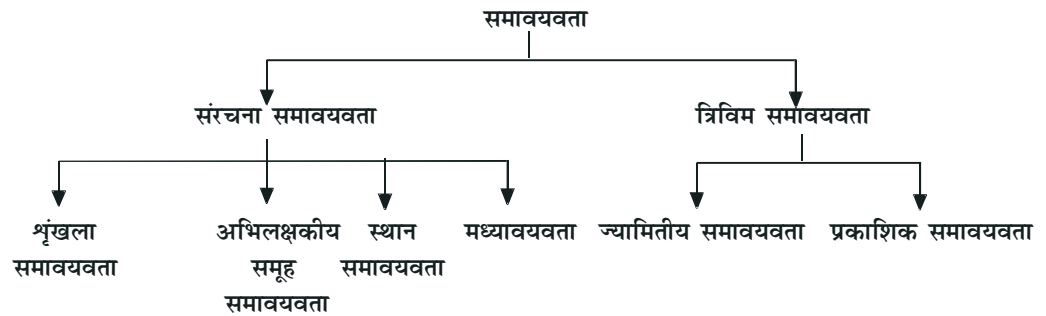 समावयवता
संरचना समावयवता त्रिविम समावयवता
शृंखला अभिलक्षकीय स्थान मध्यावयवता ज्यामितीय समावयवता प्रकाशिक समावयवता
समावयवता समूह समावयवता
समावयवता